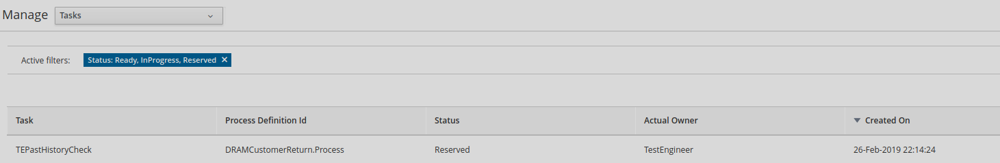 Manage Tasks
Active filters: Status: Ready, InProgress, Reserved ×
Task Process Definition Id Status Actual Owner Created On
TEPastHistoryCheck DRAMCustomerReturn.Process Reserved TestEngineer 26-Feb-2019 22:14:24